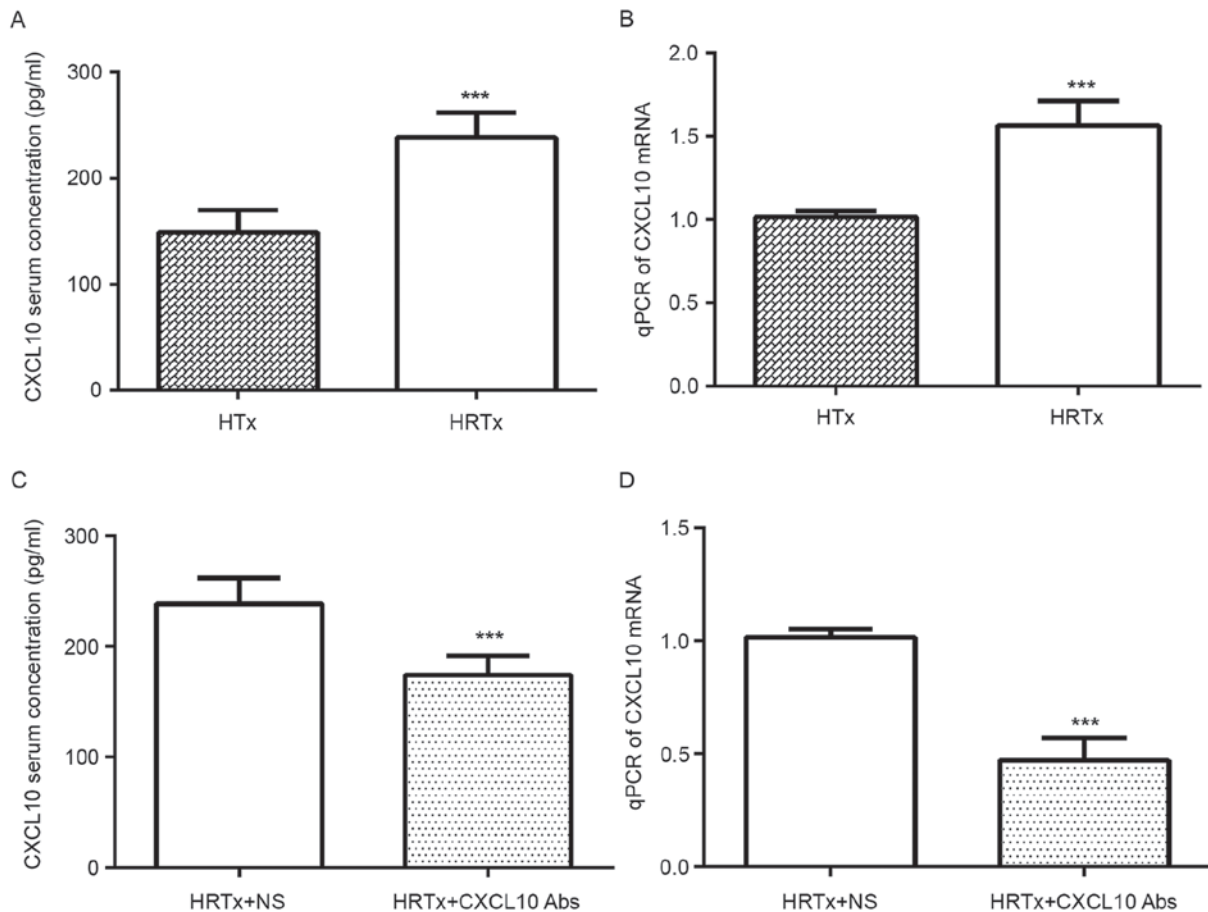 A
CXCL10 serum concentration (pg/ml)
300
200
100
0
***
HTx
HRTx
B
qPCR of CXCL10 mRNA
2.0
1.5
1.0
0.5
0.0
***
HTx
HRTx
C
CXCL10 serum concentration (pg/ml)
300
200
100
0
***
HRTx+NS
HRTx+CXCL10 Abs
D
qPCR of CXCL10 mRNA
1.5
1.0
0.5
0.0
***
HRTx+NS
HRTx+CXCL10 Abs